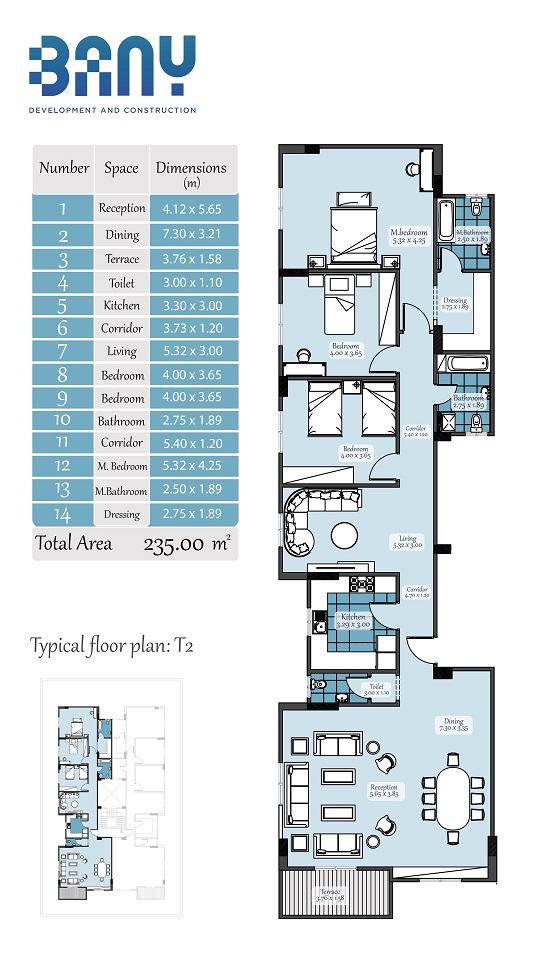 BANY
DEVELOPMENT AND CONSTRUCTION
Number Space Dimensions
(m)
1 Reception 4.12 x 5.65
2 Dining 7.30 x 3.21
3 Terrace 3.76 x 1.58
4 Toilet 3.00 x 1.10
5 Kitchen 3.30 x 3.00
6 Corridor 3.73 x 1.20
7 Living 5.32 x 3.00
8 Bedroom 4.00 x 3.65
9 Bedroom 4.00 x 3.65
10 Bathroom 2.75 x 1.89
11 Corridor 5.40 x 1.20
12 M. Bedroom 5.32 x 4.25
13 M.Bathroom 2.50 x 1.89
14 Dressing 2.75 x 1.89
Total Area 235.00 m²
Typical floor plan: T2
M.bedroom
5.32 x 4.25
M.Bathroom
2.50 x 1.89
Dressing
2.75 x 1.89
Bedroom
4.00 x 3.65
Bathroom
2.75 x 1.89
Corridor
5.40 x 1.20
Bedroom
4.00 x 3.65
Living
5.32 x 3.00
Corridor
4.70 x 1.20
Kitchen
3.29 x 3.00
Toilet
3.00 x 1.10
Dining
7.30 x 3.35
Reception
5.65 x 3.85
Terrace
3.76 x 1.58